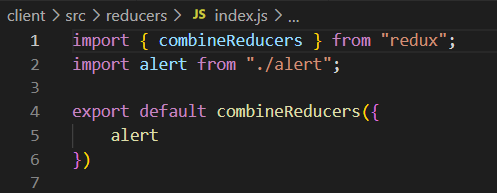 client > src > reducers > JS index.js > ...
1 import { combineReducers } from "redux";
2 import alert from "./alert";
3
4 export default combineReducers({
5     alert
6 })
7